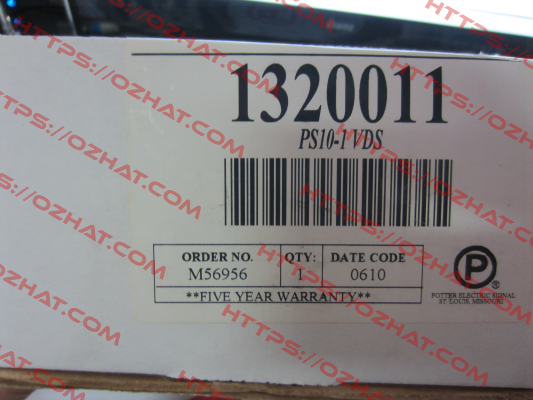 1320011
PS10-1 VDS
ORDER NO. QTY: DATE CODE
M56956 1 0610
**FIVE YEAR WARRANTY**
P
®
POTTER ELECTRIC SIGNAL
ST. LOUIS, MISSOURI
HTTPS://OZHAT.COM